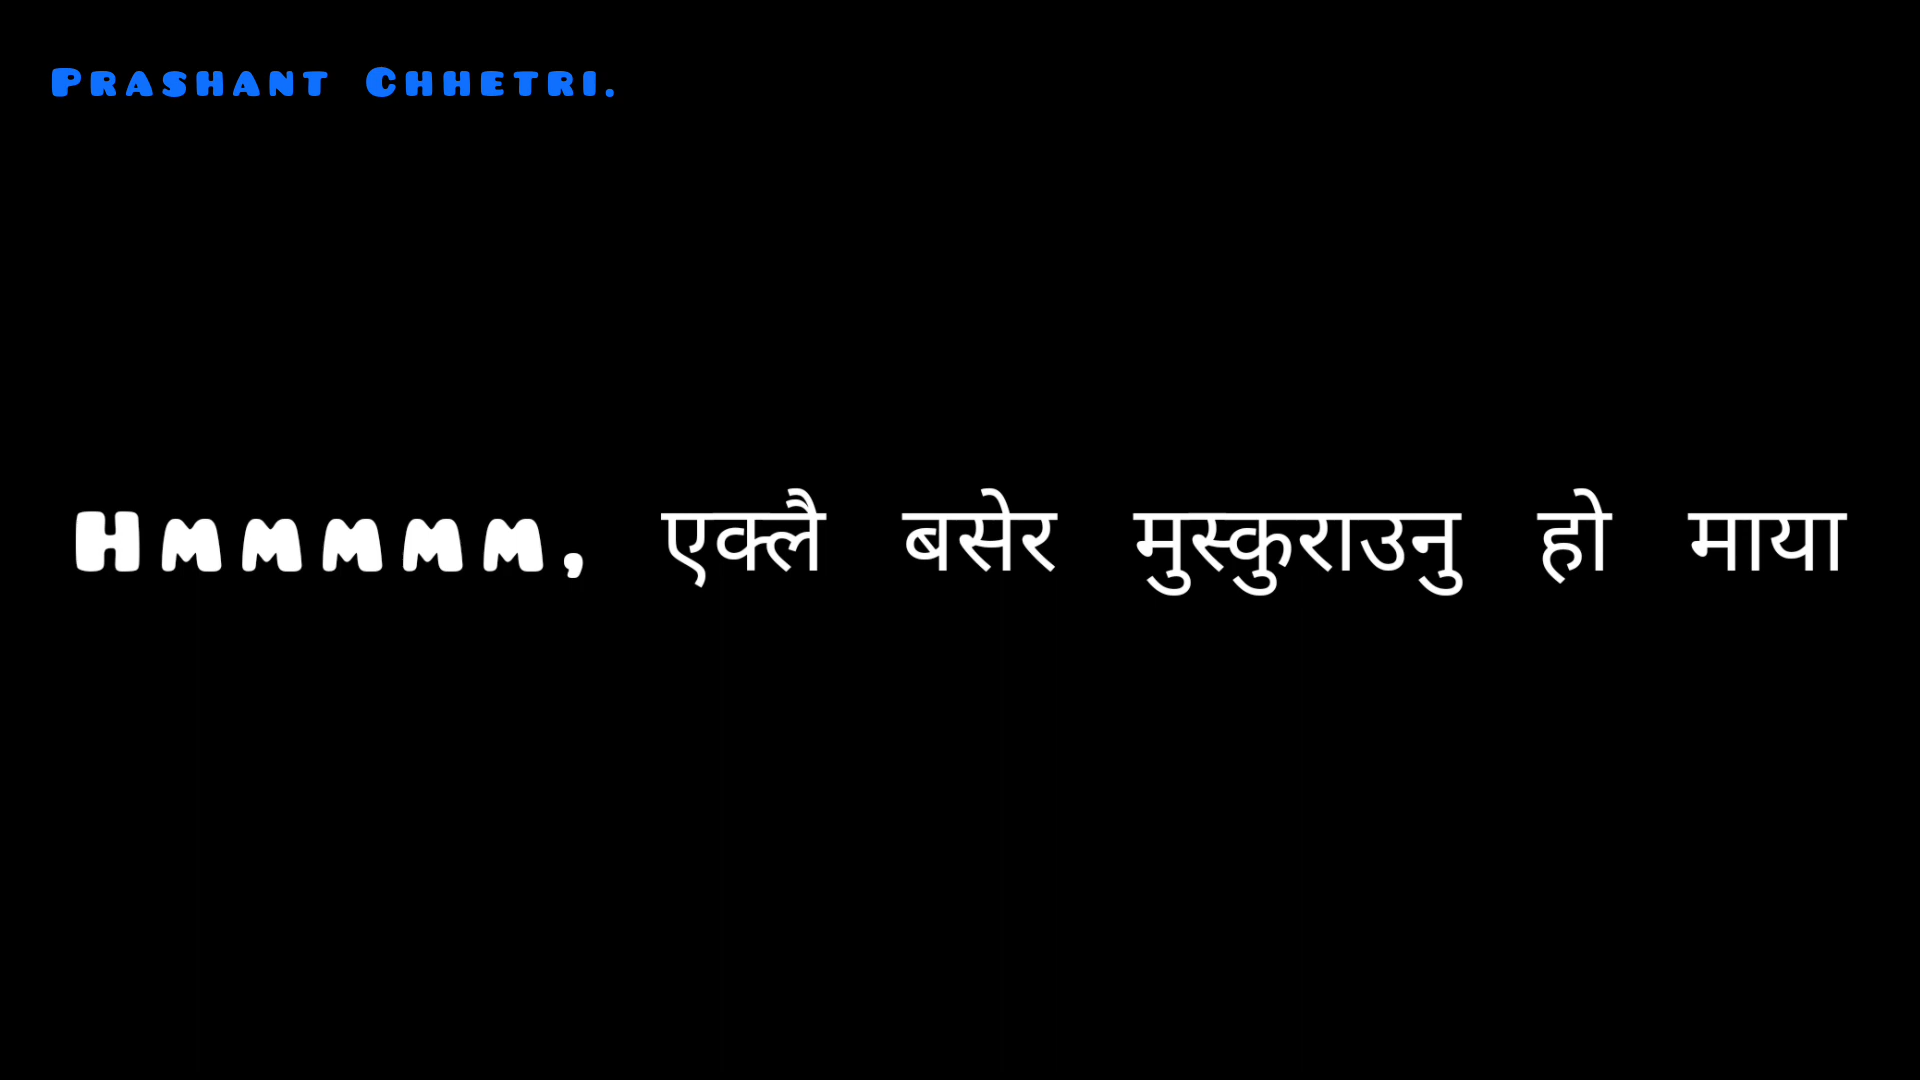 Prashant Chhetri.
Hmmmmm, एक्लै बसेर मुस्कुराउनु हो माया